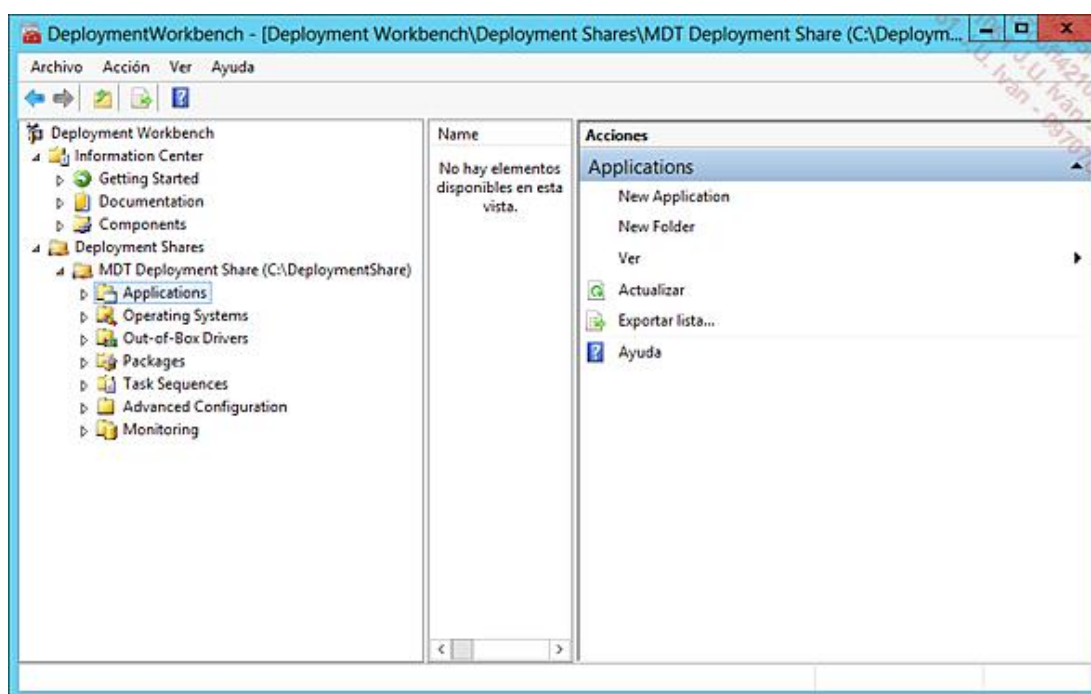 DeploymentWorkbench - [Deployment Workbench\Deployment Shares\MDT Deployment Share (C:\Deploym...
Archivo Acción Ver Ayuda
Deployment Workbench
Information Center
Getting Started
Documentation
Components
Deployment Shares
MDT Deployment Share (C:\DeploymentShare)
Applications
Operating Systems
Out-of-Box Drivers
Packages
Task Sequences
Advanced Configuration
Monitoring
Name
No hay elementos
disponibles en esta
vista.
Acciones
Applications
New Application
New Folder
Ver
Actualizar
Exportar lista...
Ayuda
J.U. Iván